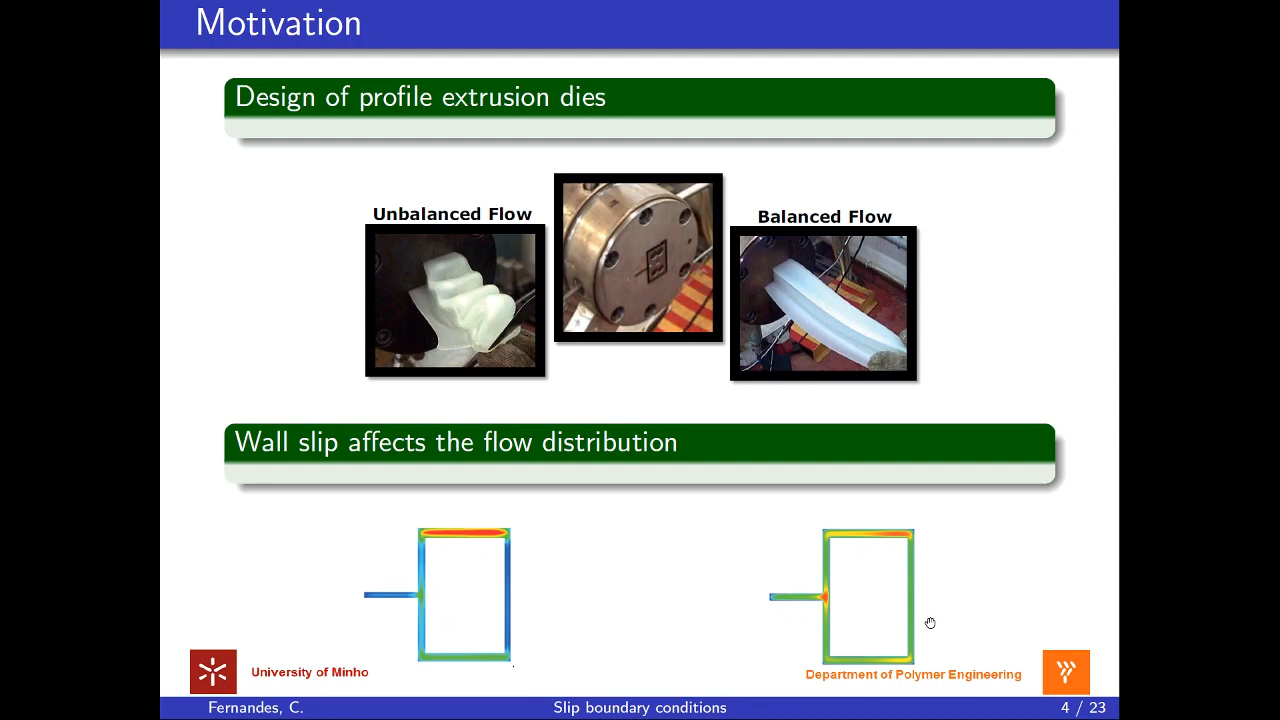 Motivation
Design of profile extrusion dies
Unbalanced Flow
Balanced Flow
Wall slip affects the flow distribution
University of Minho
Department of Polymer Engineering
Fernandes, C.
Slip boundary conditions
4 / 23